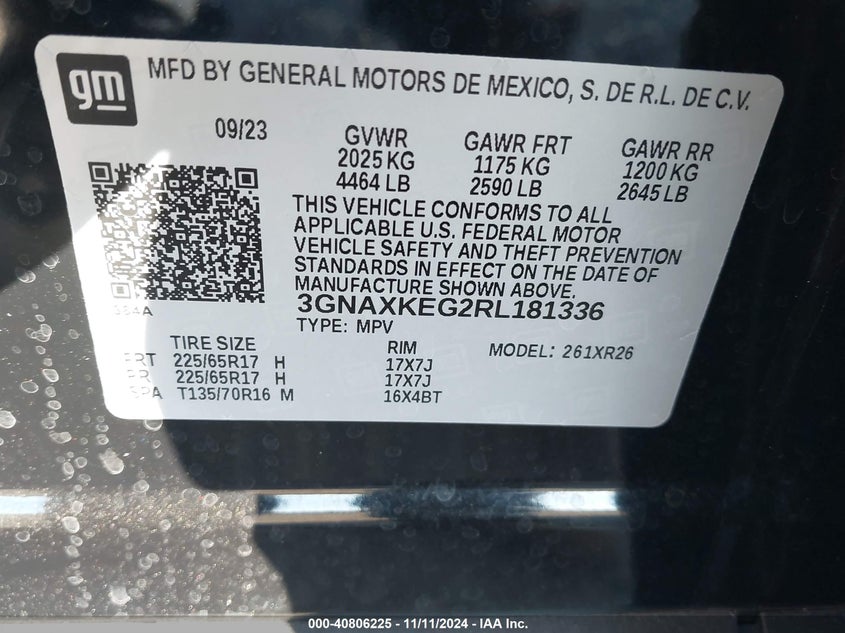 gm
MFD BY GENERAL MOTORS DE MEXICO, S. DE R.L. DE C.V.
09/23 GVWR GAWR FRT GAWR RR
2025 KG 1175 KG 1200 KG
4464 LB 2590 LB 2645 LB
THIS VEHICLE CONFORMS TO ALL
APPLICABLE U.S. FEDERAL MOTOR
VEHICLE SAFETY AND THEFT PREVENTION
STANDARDS IN EFFECT ON THE DATE OF
MANUFACTURE SHOWN ABOVE.
3GNAXKEG2RL181336
TYPE: MPV
TIRE SIZE RIM MODEL: 261XR26
FRT 225/65R17 H 17X7J
RR 225/65R17 H 17X7J
SPA T135/70R16 M 16X4BT
000-40806225 - 11/11/2024 - IAA Inc.